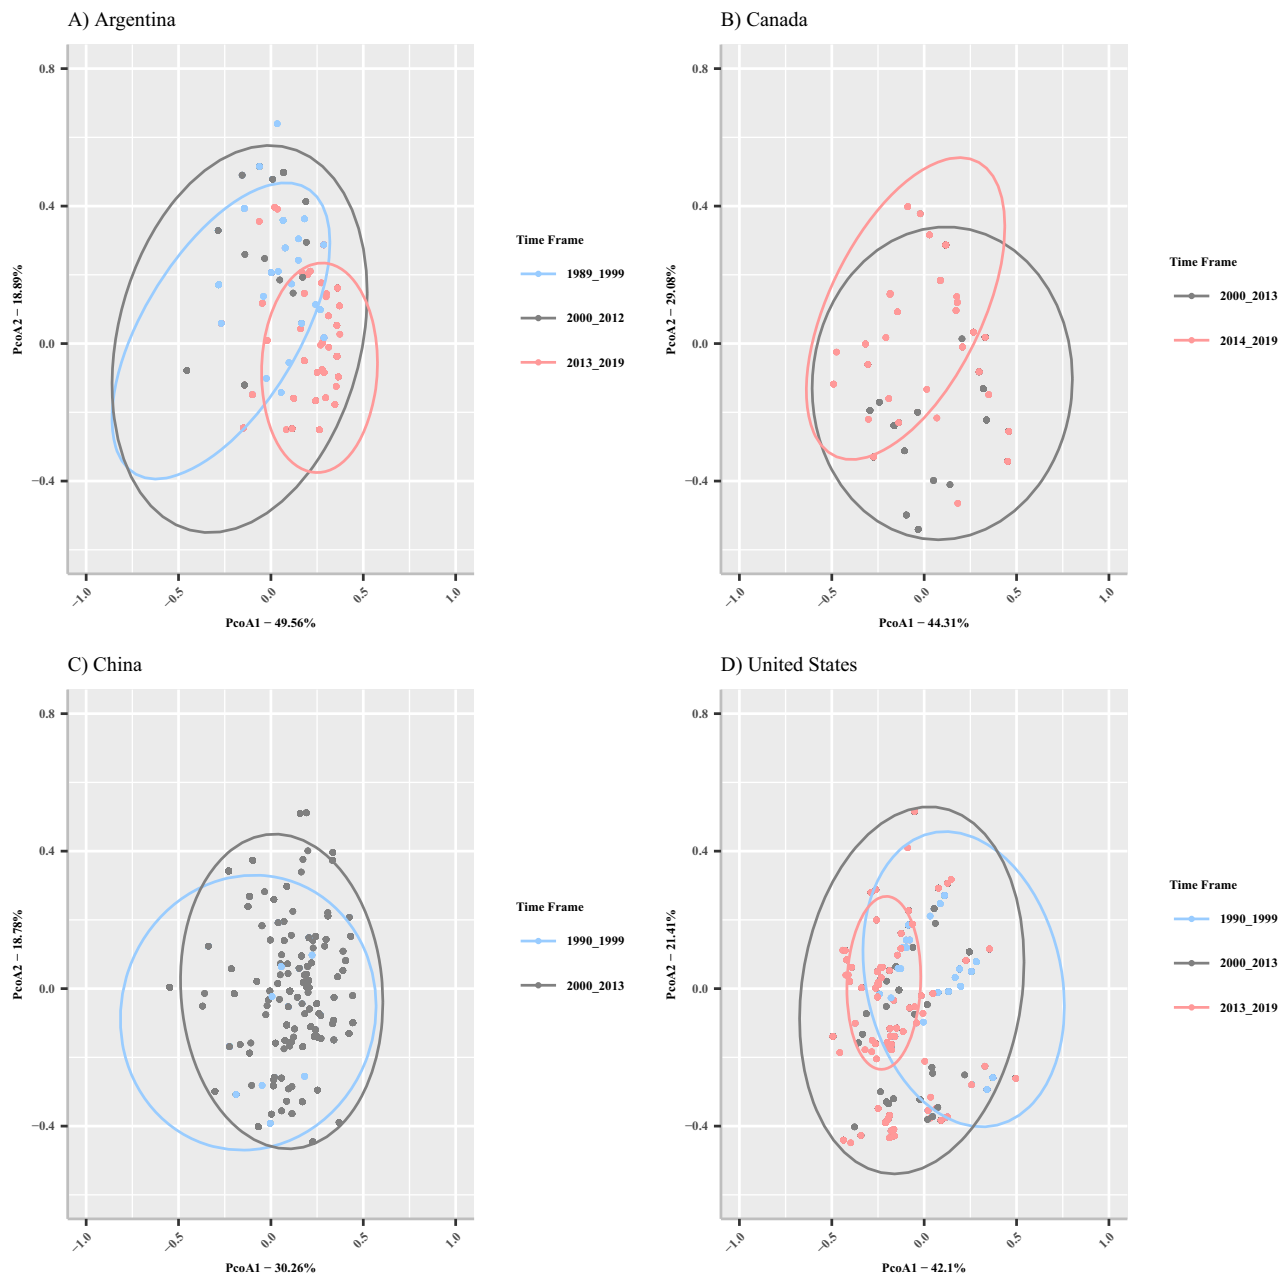 A) Argentina
B) Canada
0.8
0.4
0.0
−0.4
PcoA2 − 18.89%
−1.0
−0.5
0.0
0.5
1.0
PcoA1 − 49.56%
Time Frame
1989_1999
2000_2012
2013_2019
0.8
0.4
0.0
−0.4
PcoA2 − 29.08%
−1.0
−0.5
0.0
0.5
1.0
PcoA1 − 44.31%
Time Frame
2000_2013
2014_2019
C) China
D) United States
0.8
0.4
0.0
−0.4
PcoA2 − 18.78%
−1.0
−0.5
0.0
0.5
1.0
PcoA1 − 30.26%
Time Frame
1990_1999
2000_2013
0.8
0.4
0.0
−0.4
PcoA2 − 21.41%
−1.0
−0.5
0.0
0.5
1.0
PcoA1 − 42.1%
Time Frame
1990_1999
2000_2013
2013_2019